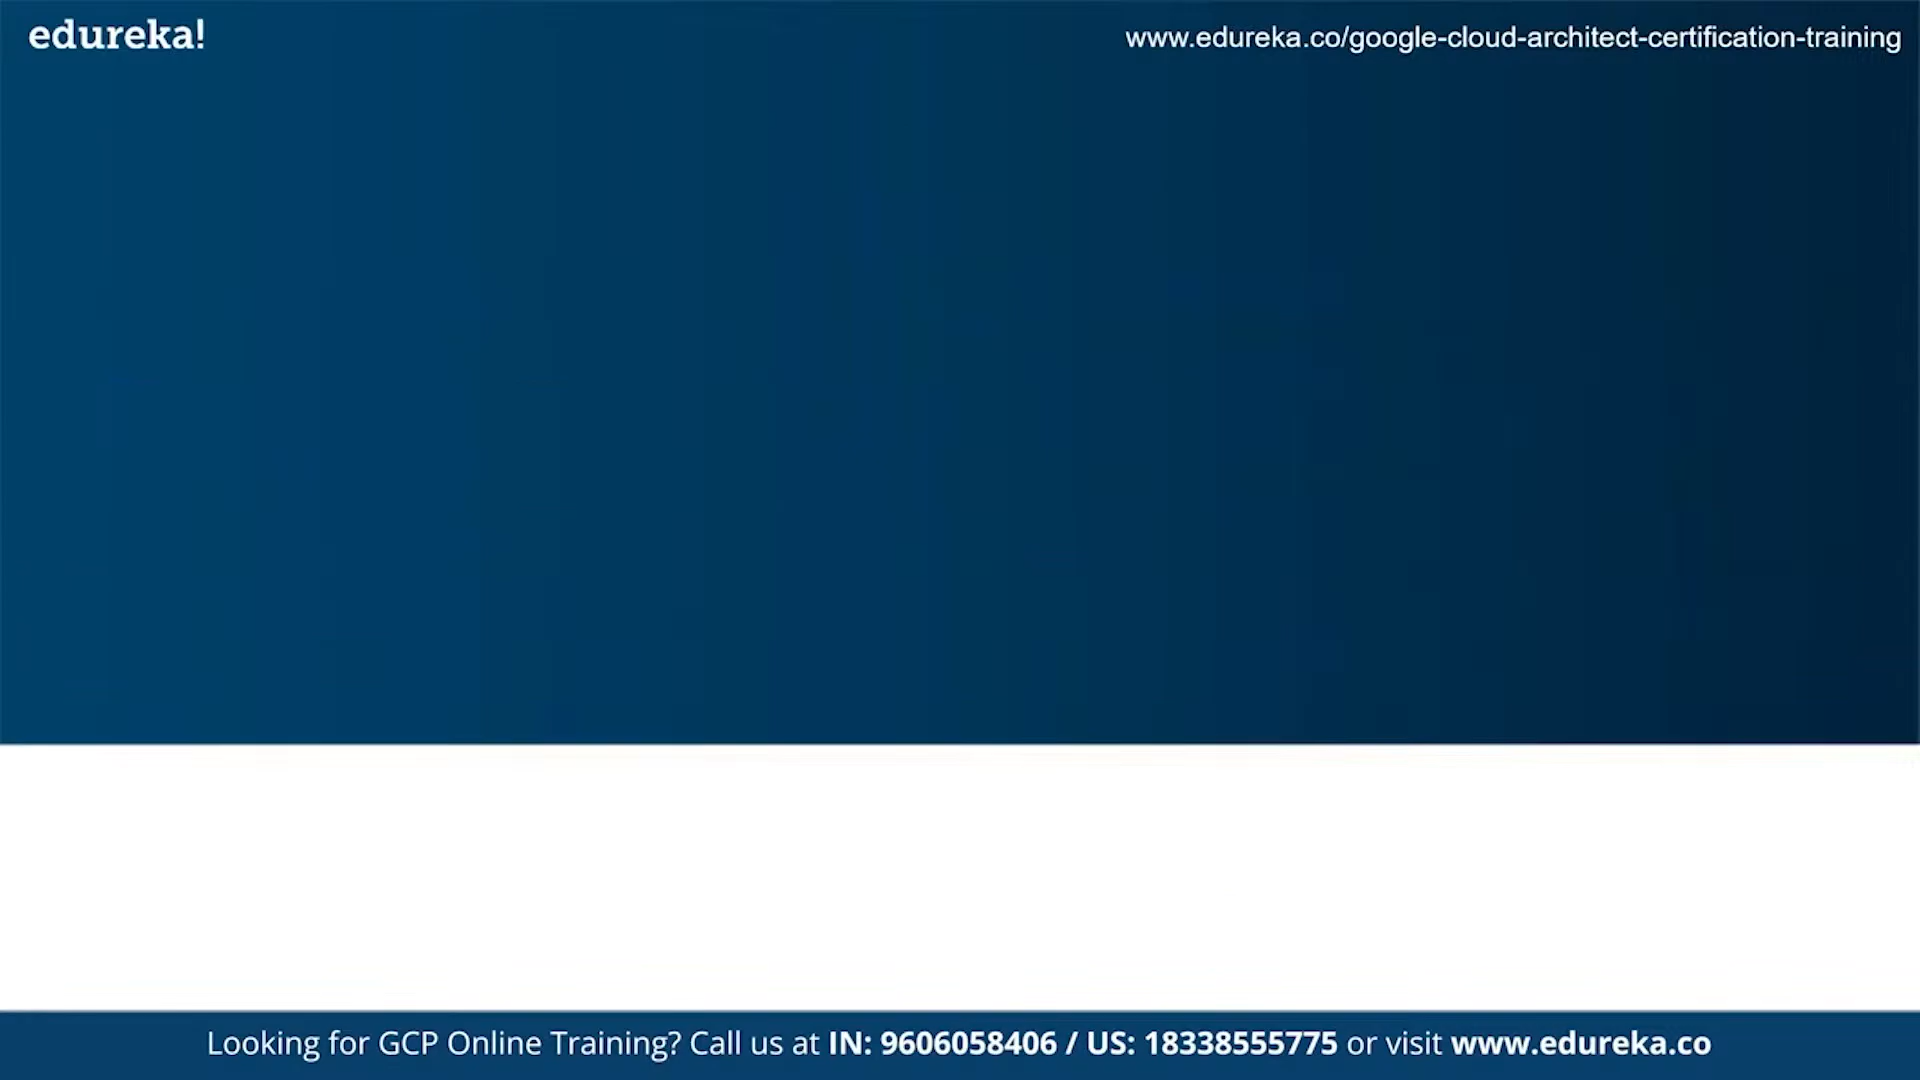 edureka!
www.edureka.co/google-cloud-architect-certification-training
Looking for GCP Online Training? Call us at IN: 9606058406 / US: 18338555775 or visit www.edureka.co